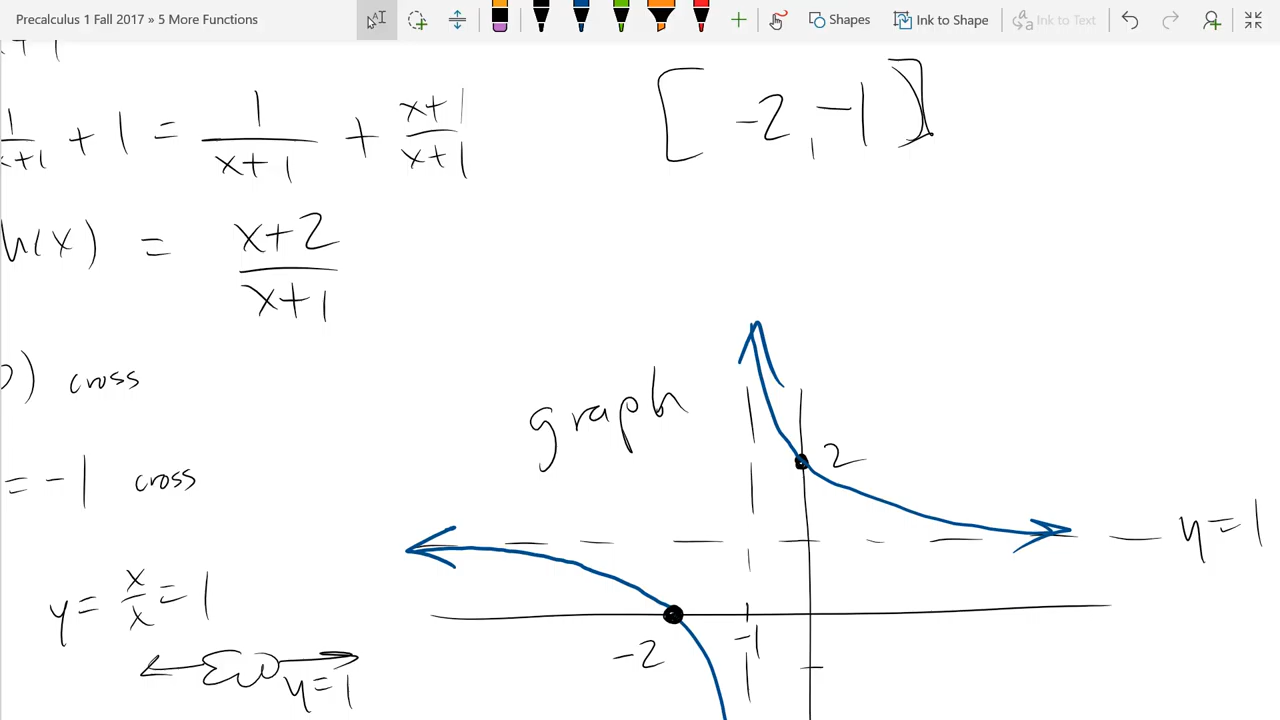 Precalculus 1 Fall 2017 » 5 More Functions
Shapes Ink to Shape Ink to Text
x+1
1/x+1 + 1 = 1/x+1 + x+1/x+1
[ -2, -1 )]
h(x) = x+2/x+1
) cross
graph
= -1 cross
2
y = 1
y = x/x = 1
-2 -1
y = 1